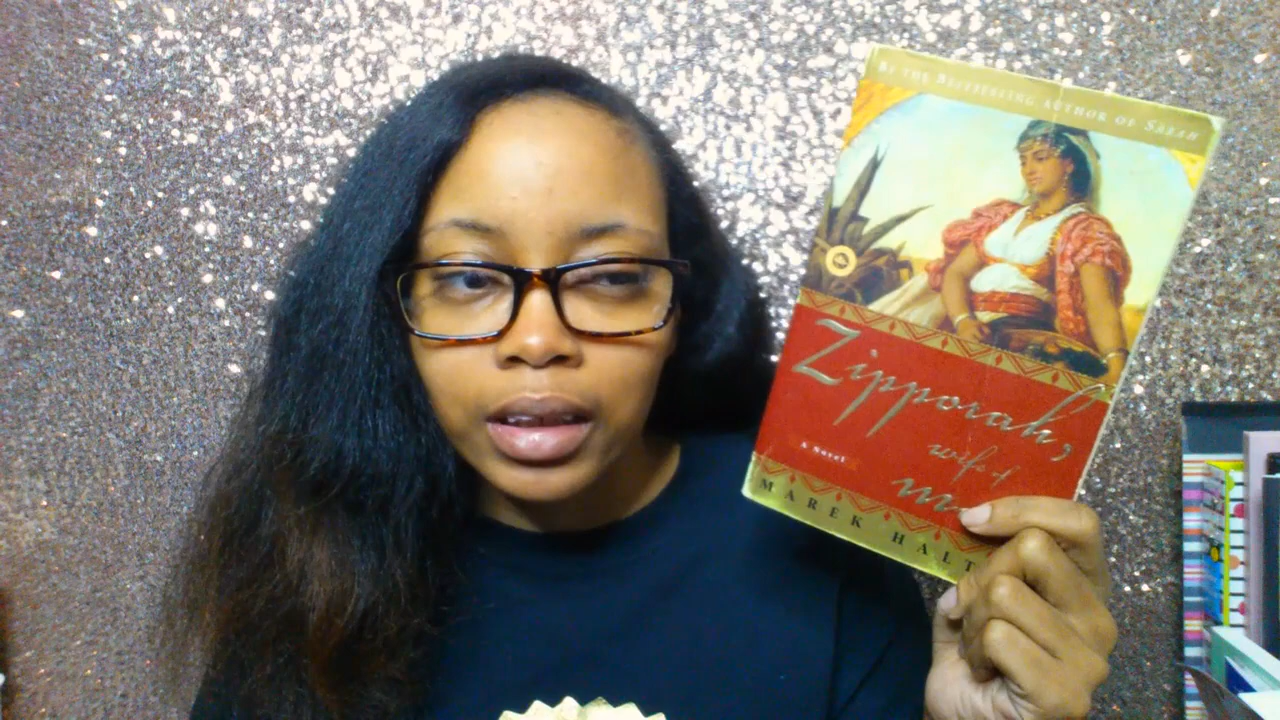 BY THE BESTSELLING AUTHOR OF SARAH
Zipporah,
wife of
A Novel
MAREK HALT